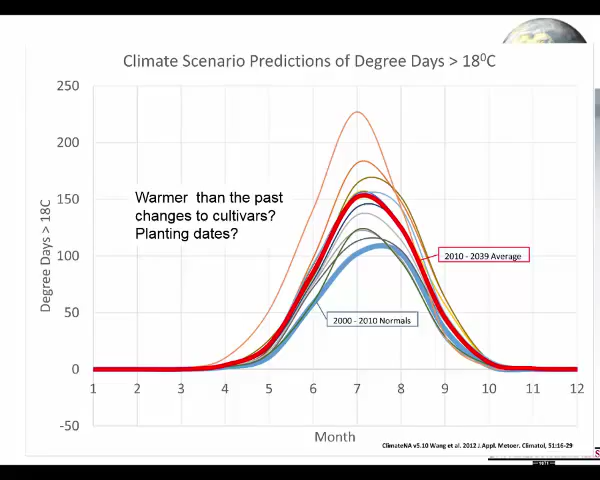 Climate Scenario Predictions of Degree Days > 18⁰C
250
200
150
100
50
0
-50
Degree Days > 18C
Warmer than the past
changes to cultivars?
Planting dates?
2010 - 2039 Average
2000 - 2010 Normals
1 2 3 4 5 6 7 8 9 10 11 12
Month
ClimateNA v5.10 Wang et al. 2012 J.Appl. Metoer. Climatol, 51:16-29